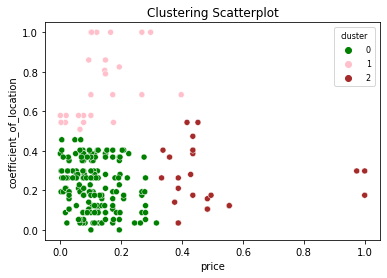 Clustering Scatterplot
cluster
0
1
2
1.0
0.8
0.6
0.4
0.2
0.0
coefficient_of_location
0.0 0.2 0.4 0.6 0.8 1.0
price